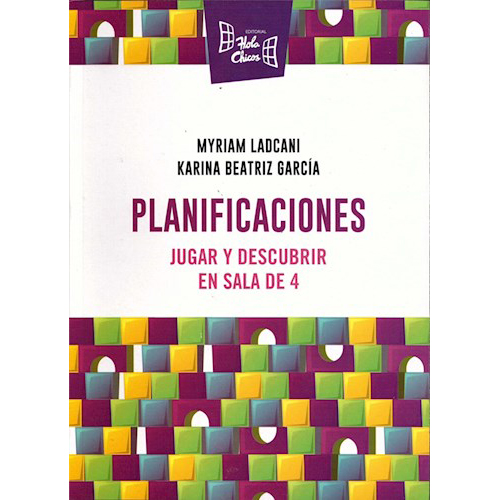 EDITORIAL
Hola
Chicos
MYRIAM LADCANI
KARINA BEATRIZ GARCÍA
PLANIFICACIONES
JUGAR Y DESCUBRIR
EN SALA DE 4